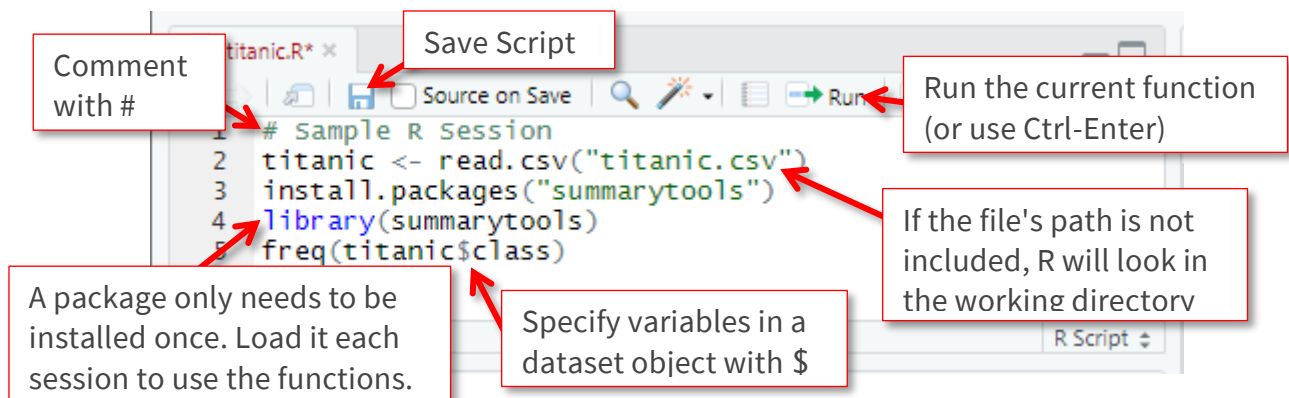 titanic.R*
Save Script
Comment
with #
Source on Save
Run
Run the current function
(or use Ctrl-Enter)
1 # Sample R Session
2 titanic <- read.csv("titanic.csv")
3 install.packages("summarytools")
4 library(summarytools)
5 freq(titanic$class)
If the file's path is not
included, R will look in
the working directory
A package only needs to be
installed once. Load it each
session to use the functions.
Specify variables in a
dataset object with $
R Script